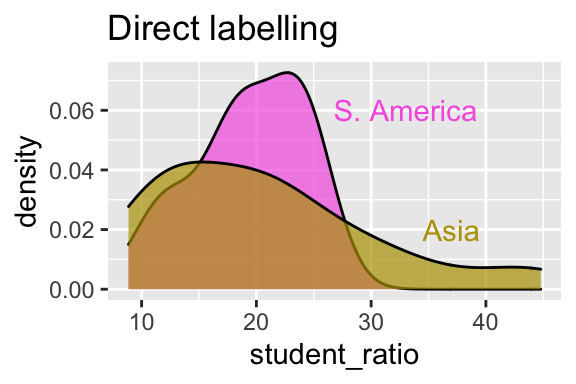 Direct labelling
density
0.06
0.04
0.02
0.00
S. America
Asia
10 20 30 40
student_ratio